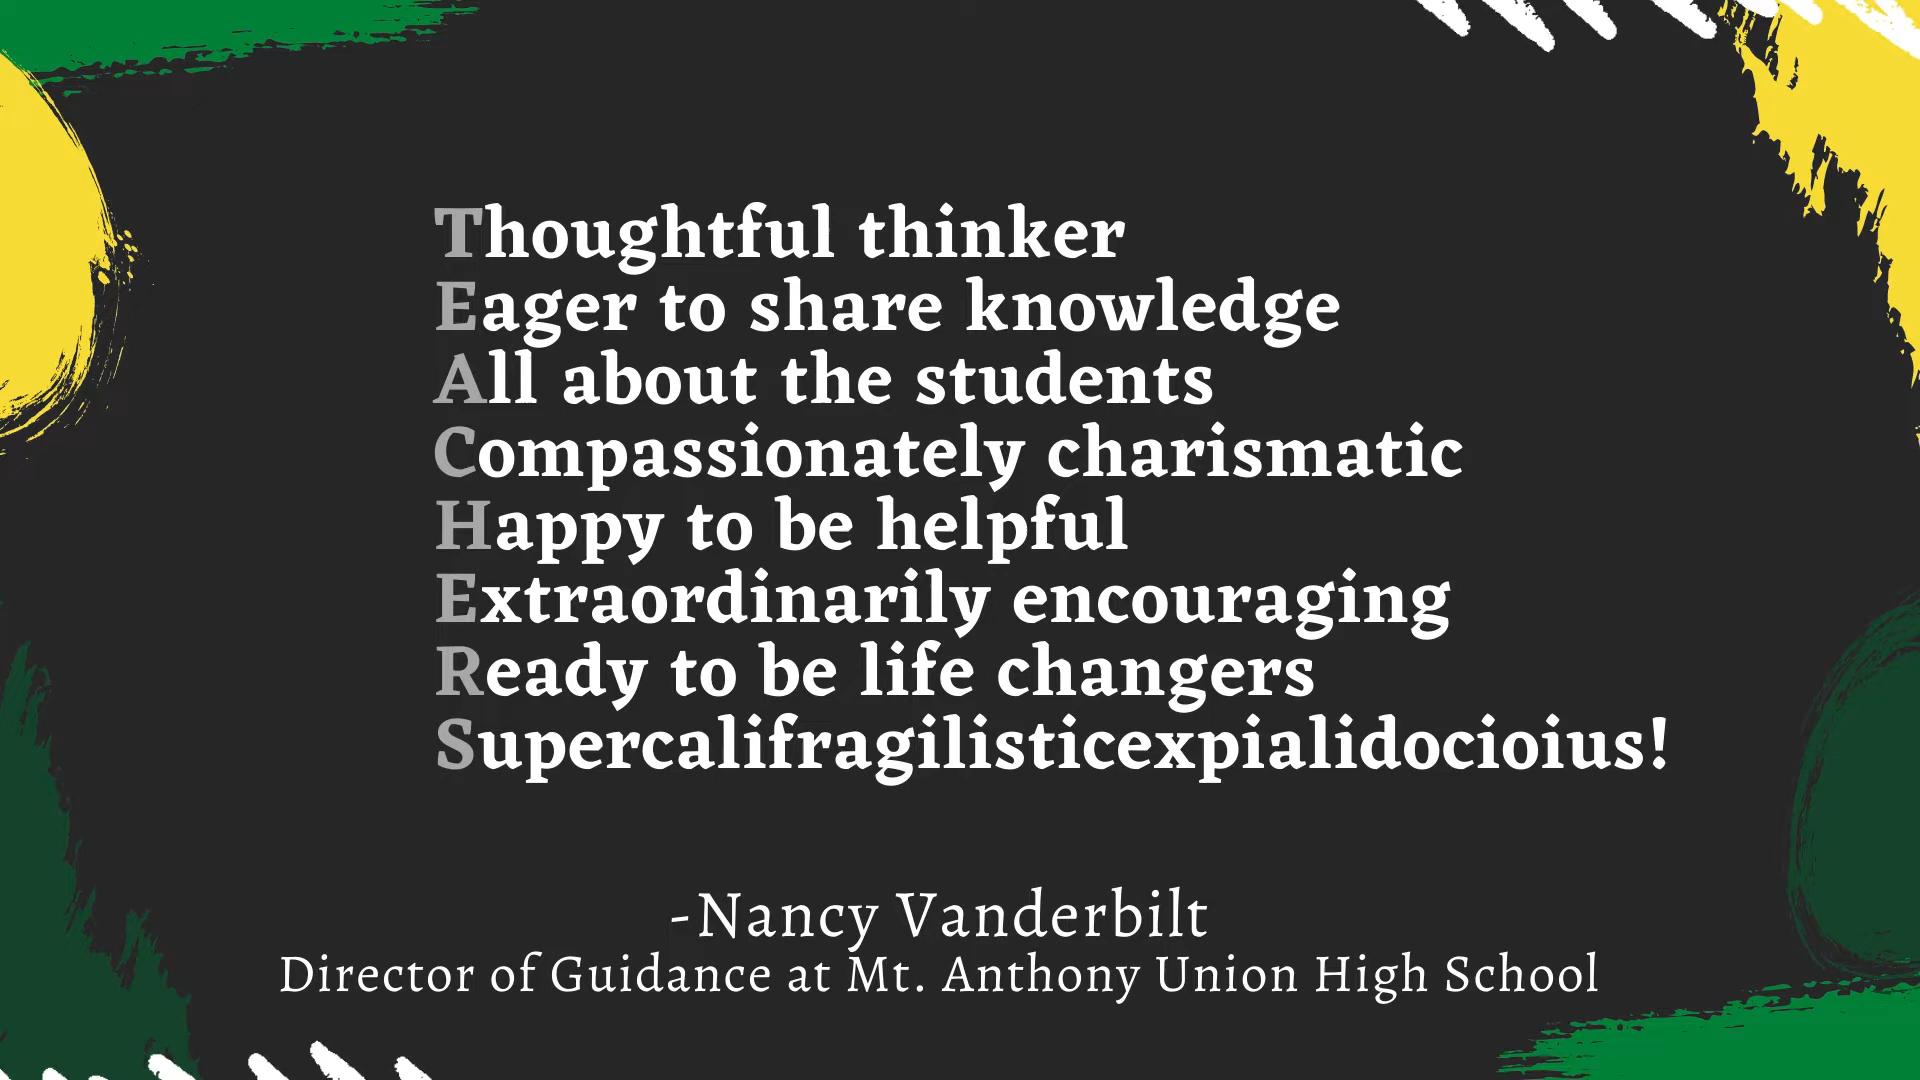 Thoughtful thinker
Eager to share knowledge
All about the students
Compassionately charismatic
Happy to be helpful
Extraordinarily encouraging
Ready to be life changers
Supercalifragilisticexpialidocioius!
-Nancy Vanderbilt
Director of Guidance at Mt. Anthony Union High School